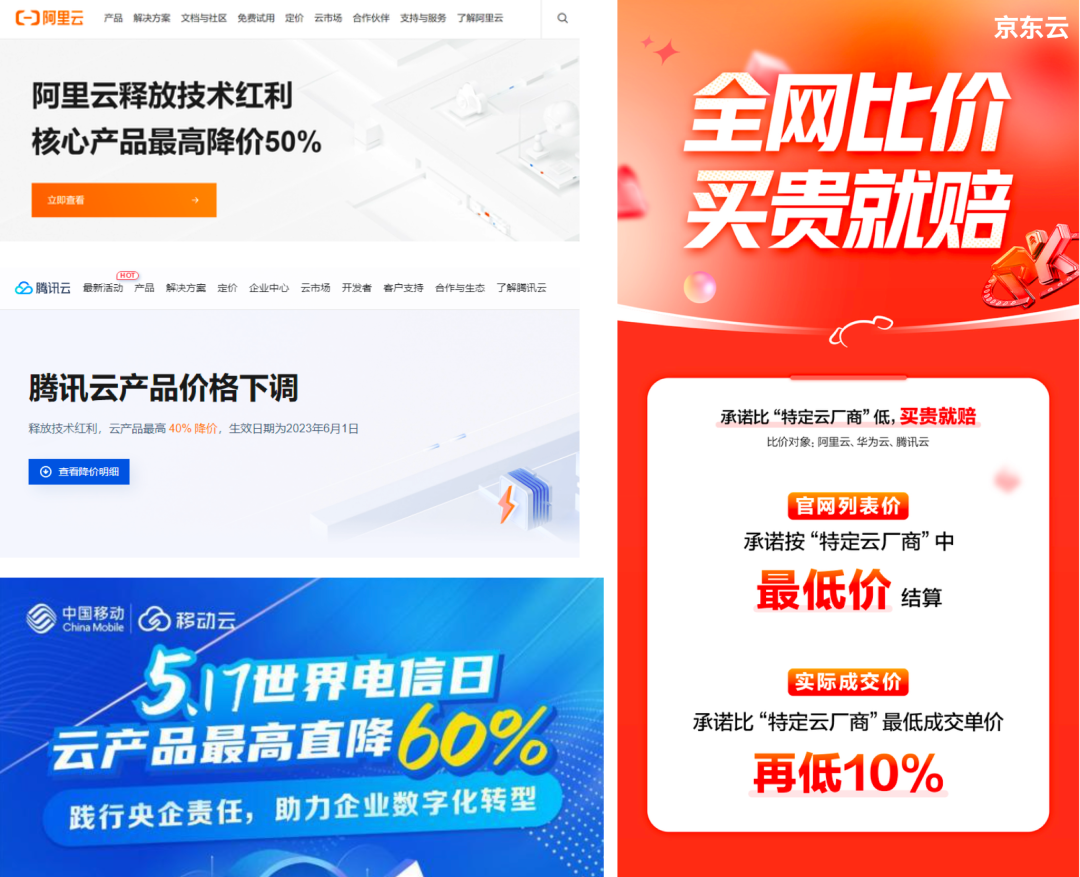 阿里云 产品 解决方案 文档与社区 免费试用 定价 云市场 合作伙伴 支持与服务 了解阿里云
阿里云释放技术红利
核心产品最高降价50%
立即查看
腾讯云 最新活动 HOT 产品 解决方案 定价 企业中心 云市场 开发者 客户支持 合作与生态 了解腾讯云
腾讯云产品价格下调
释放技术红利,云产品最高 40% 降价,生效日期为2023年6月1日
查看降价明细
中国移动 China Mobile 移动云
5.17世界电信日
云产品最高直降60%
践行央企责任,助力企业数字化转型
京东云
全网比价
买贵就赔
承诺比“特定云厂商”低,买贵就赔
比价对象:阿里云、华为云、腾讯云
官网列表价
承诺按“特定云厂商”中
最低价 结算
实际成交价
承诺比“特定云厂商”最低成交单价
再低10%